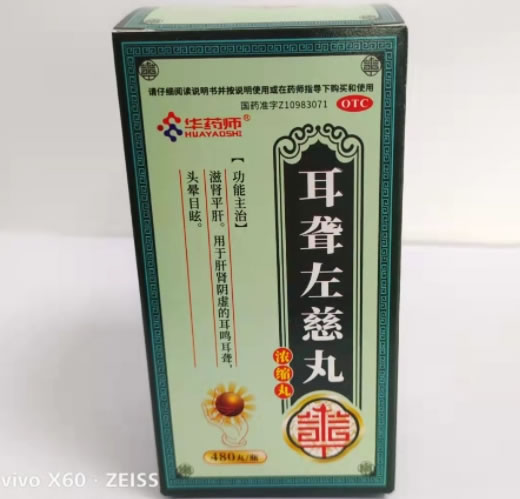 请仔细阅读说明书并按说明使用或在药师指导下购买和使用
国药准字Z10983071
OTC
华药师®
HUAYAOSHI
【功能主治】
滋肾平肝。用于肝肾阴虚的耳鸣耳聋,
头晕目眩。
耳聋左慈丸
浓缩丸
480丸/瓶
vivo X60 · ZEISS